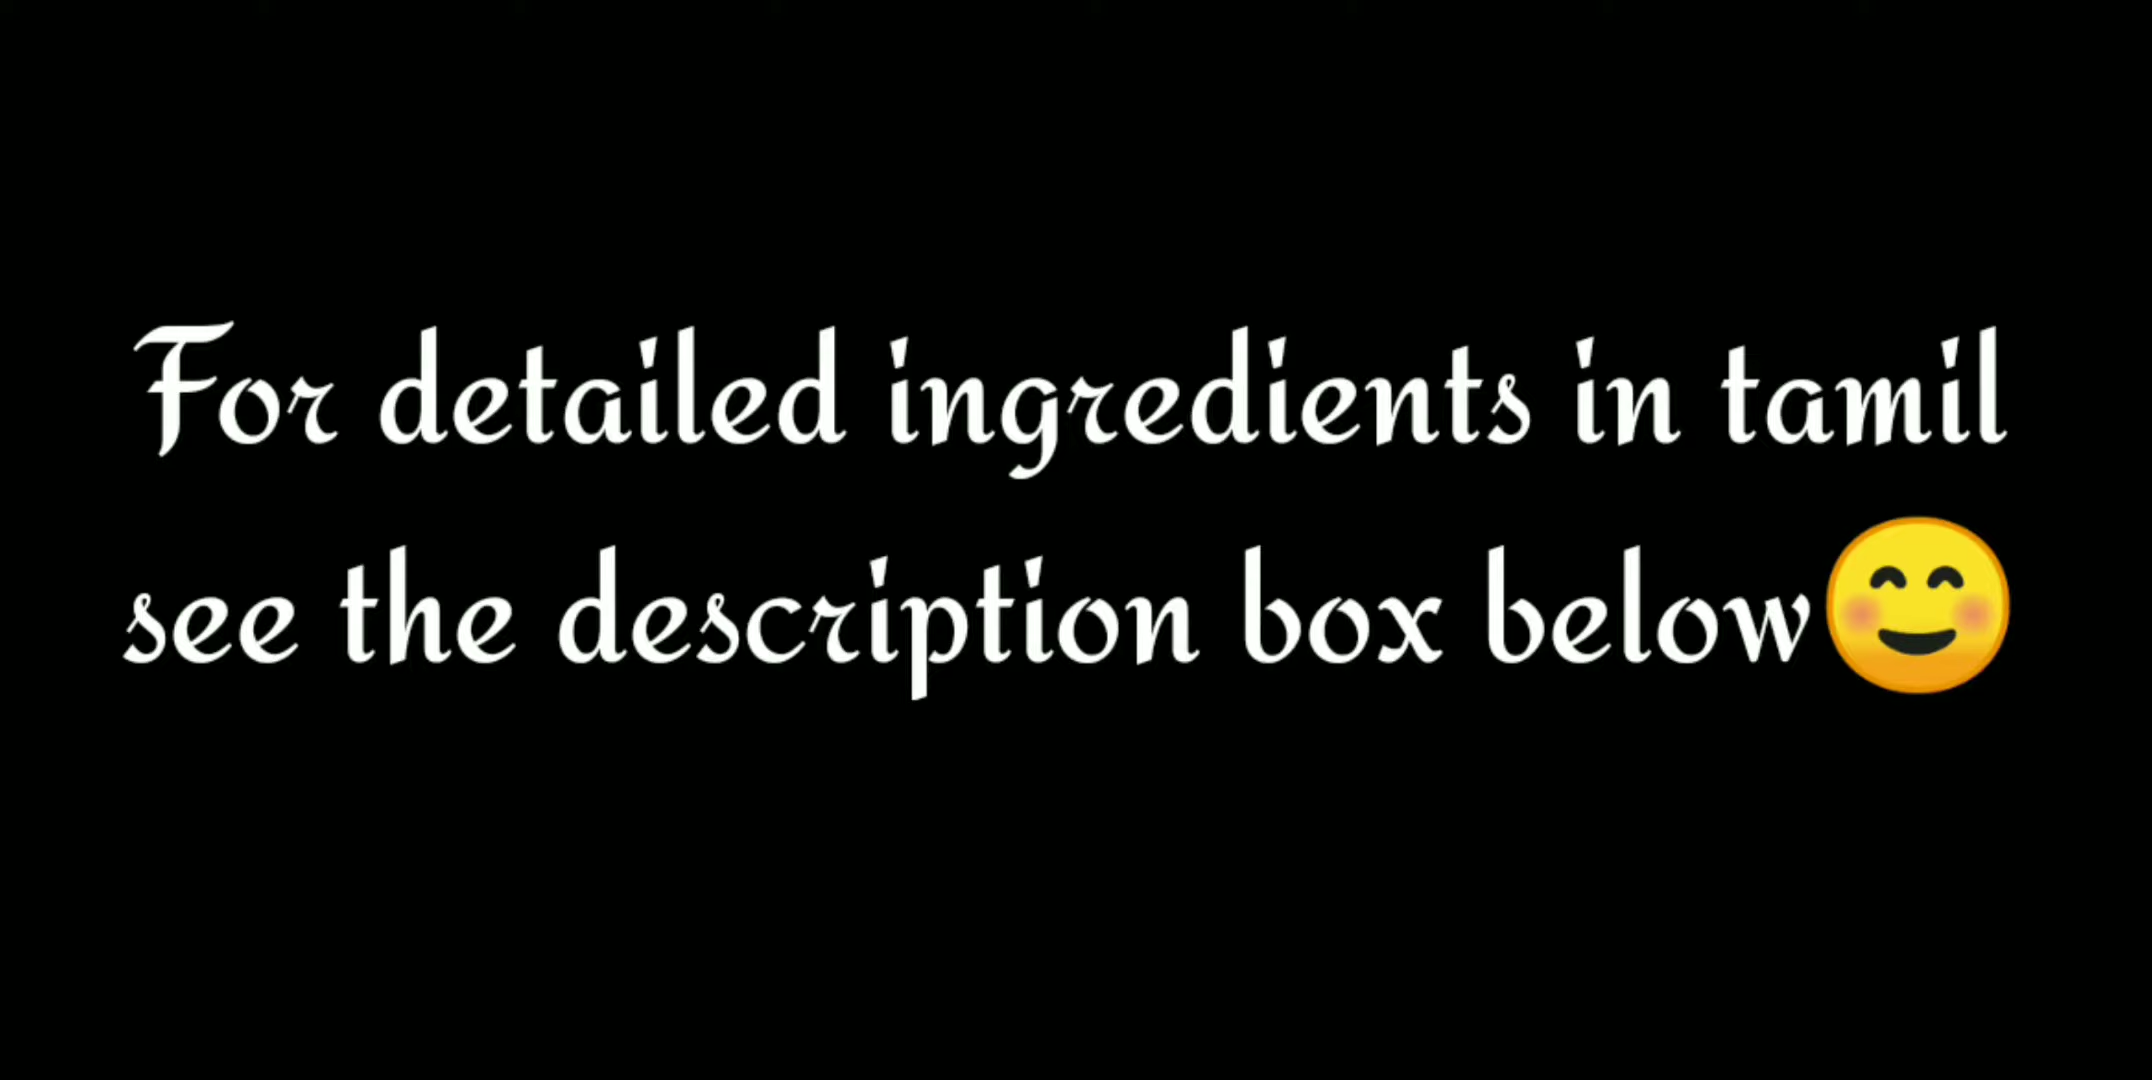 For detailed ingredients in tamil
see the description box below😊